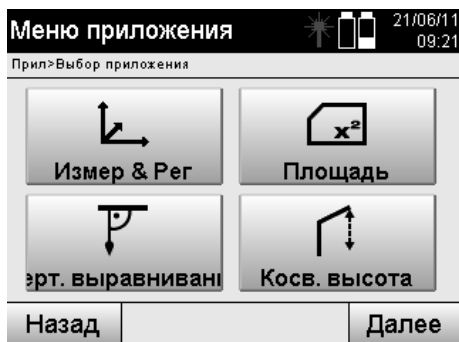 Меню приложения
21/06/11
09:21
Прил>Выбор приложения
Измер & Рег
Площадь
x²
ерт. выравнивани
Косв. высота
Назад
Далее